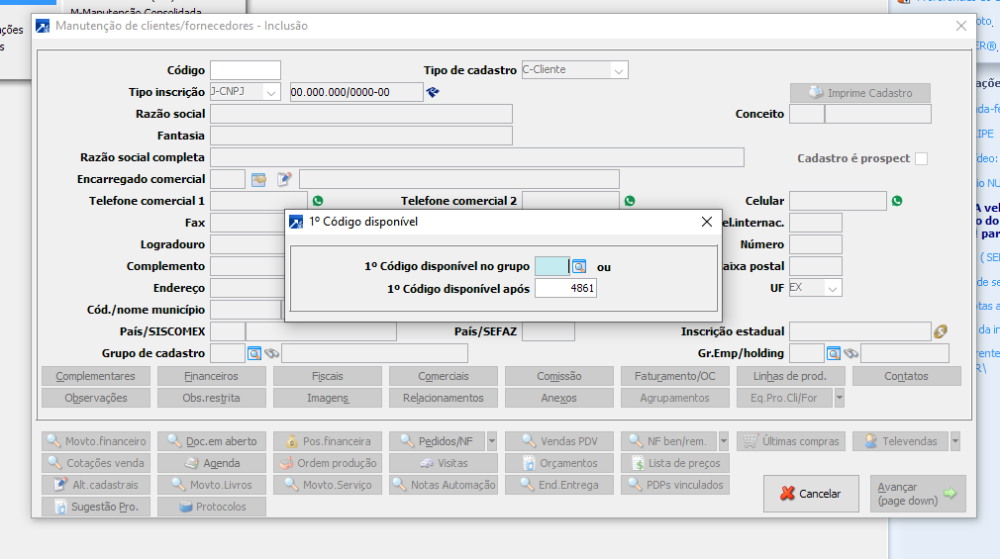 M-Manutenção Consolidada
ações
s
Manutenção de clientes/fornecedores - Inclusão
Código
Tipo de cadastro C-Cliente
Tipo inscrição J-CNPJ 00.000.000/0000-00
Imprime Cadastro
Razão social
Conceito
Fantasia
Razão social completa
Cadastro é prospect
Encarregado comercial
Telefone comercial 1
Telefone comercial 2
Celular
Fax
el.internac.
Logradouro
Número
Complemento
aixa postal
Endereço
UF EX
Cód./nome município
1º Código disponível
1º Código disponível no grupo ou
1º Código disponível após 4861
País/SISCOMEX
País/SEFAZ
Inscrição estadual
Grupo de cadastro
Gr.Emp/holding
Complementares Financeiros Fiscais Comerciais Comissão Faturamento/OC Linhas de prod. Contatos
Observações Obs.restrita Imagens Relacionamentos Anexos Agrupamentos Eq.Pro.Cli/For
Movto.financeiro Doc.em aberto Pos.financeira Pedidos/NF Vendas PDV NF ben/rem. Últimas compras Televendas
Cotações venda Agenda Ordem produção Visitas Orçamentos Lista de preços
Alt.cadastrais Movto.Livros Movto.Serviço Notas Automação End.Entrega PDPs vinculados
Sugestão Pro. Protocolos
Cancelar
Avançar
(page down)
oto.
ER®.
açõe
da-fe
IPE
deo:
io NU
A vel
o do
l par
( SEI
de se
otas a
da in
rente
R\